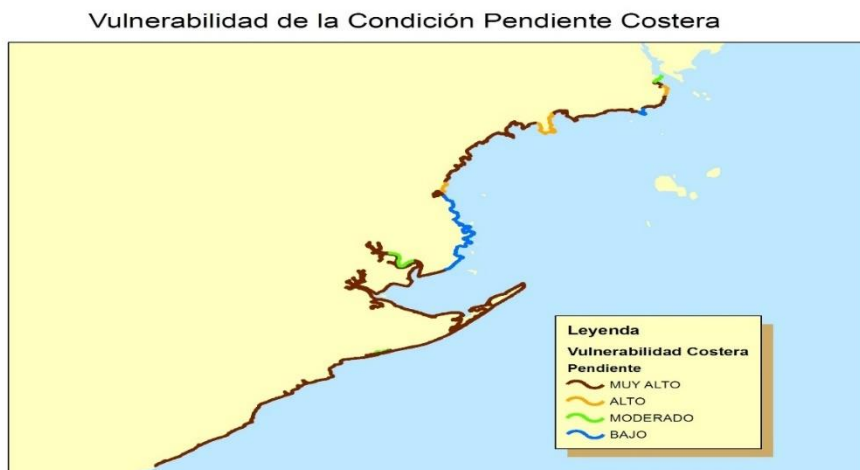 Vulnerabilidad de la Condición Pendiente Costera
Leyenda
Vulnerabilidad Costera
Pendiente
MUY ALTO
ALTO
MODERADO
BAJO